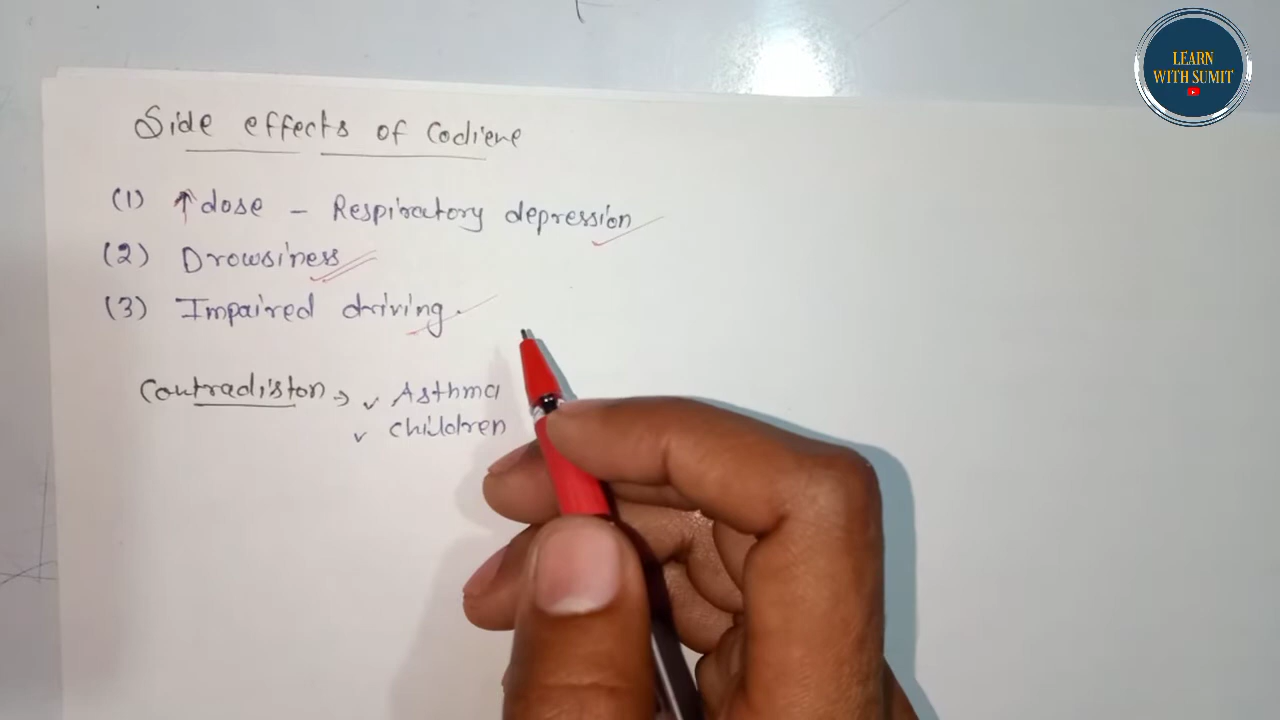 LEARN
WITH SUMIT
Side effects of Codiene
(1) ↑dose - Respiratory depression
(2) Drowsiness
(3) Impaired driving.
Contradiston → ✓ Asthma
✓ children